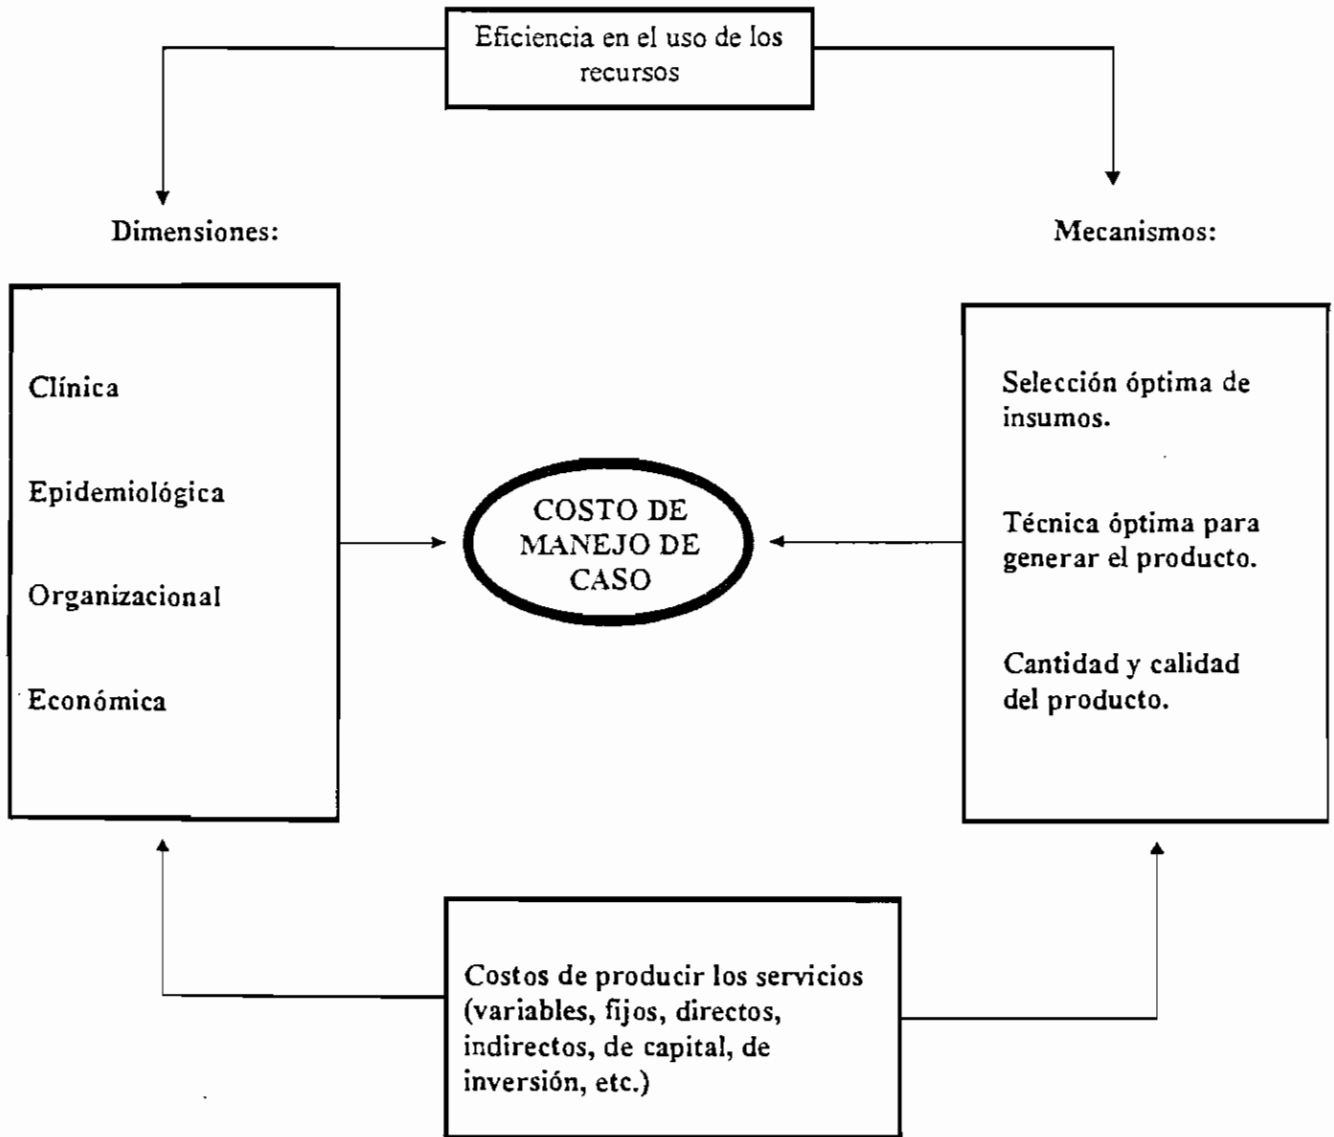 Eficiencia en el uso de los
recursos
Dimensiones:
Mecanismos:
Clínica
Epidemiológica
Organizacional
Económica
COSTO DE
MANEJO DE
CASO
Selección óptima de
insumos.
Técnica óptima para
generar el producto.
Cantidad y calidad
del producto.
Costos de producir los servicios
(variables, fijos, directos,
indirectos, de capital, de
inversión, etc.)